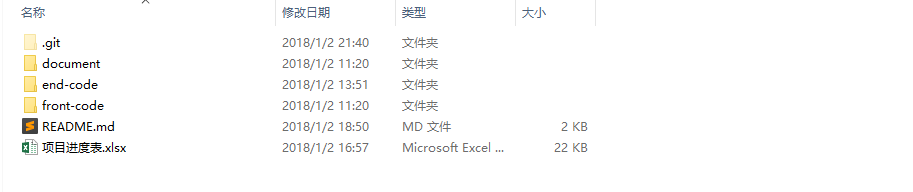 名称 修改日期 类型 大小
.git 2018/1/2 21:40 文件夹
document 2018/1/2 11:20 文件夹
end-code 2018/1/2 13:51 文件夹
front-code 2018/1/2 11:20 文件夹
README.md 2018/1/2 18:50 MD 文件 2 KB
项目进度表.xlsx 2018/1/2 16:57 Microsoft Excel ... 22 KB